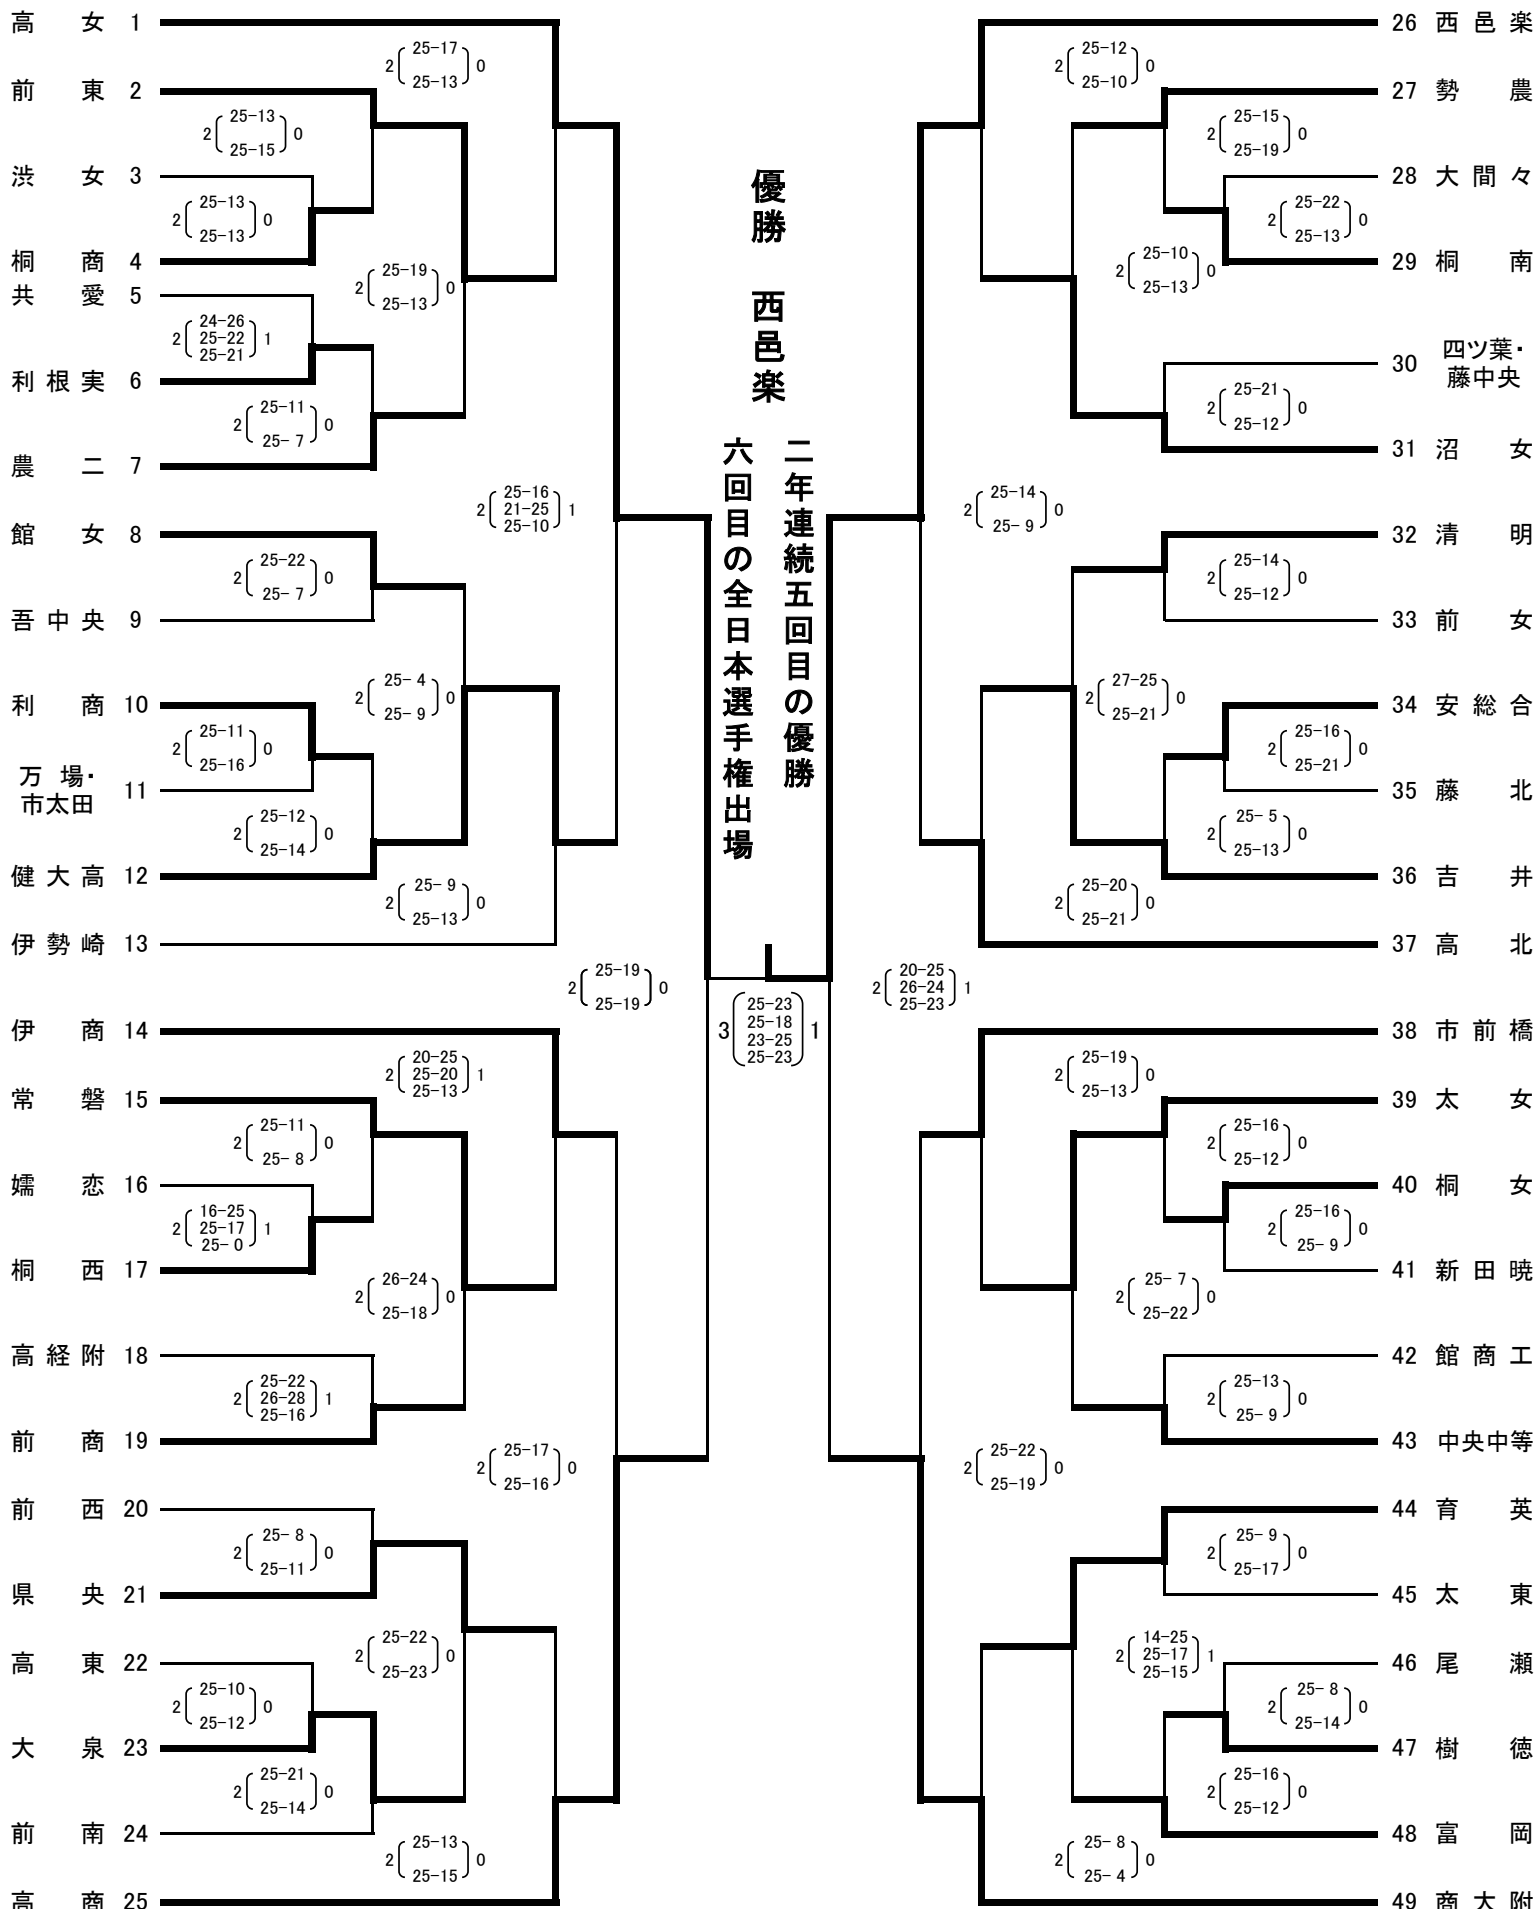 高女 1
2 25-17 25-13 0
前東 2
2 25-13 25-15 0
渋女 3
2 25-13 25-13 0
桐商 4
2 25-19 25-13 0
共愛 5
2 24-26 25-22 25-21 1
利根実 6
2 25-11 25- 7 0
農二 7
2 25-16 21-25 25-10 1
館女 8
2 25-22 25- 7 0
吾中央 9
2 25- 4 25- 9 0
利商 10
2 25-11 25-16 0
万場・市太田 11
2 25-12 25-14 0
健大高 12
2 25- 9 25-13 0
伊勢崎 13
2 25-19 25-19 0
伊商 14
2 20-25 25-20 25-13 1
常磐 15
2 25-11 25- 8 0
嬬恋 16
2 16-25 25-17 25- 0 1
桐西 17
2 26-24 25-18 0
高経附 18
2 25-22 26-28 25-16 1
前商 19
2 25-17 25-16 0
前西 20
2 25- 8 25-11 0
県央 21
2 25-22 25-23 0
高東 22
2 25-10 25-12 0
大泉 23
2 25-21 25-14 0
前南 24
2 25-13 25-15 0
高商 25
優勝 西邑楽
二年連続五回目の優勝
六回目の全日本選手権出場
3 25-23 25-18 23-25 25-23 1
26 西邑楽
2 25-12 25-10 0
27 勢農
2 25-15 25-19 0
28 大間々
2 25-22 25-13 0
29 桐南
2 25-10 25-13 0
30 四ツ葉・藤中央
2 25-21 25-12 0
31 沼女
2 25-14 25- 9 0
32 清明
2 25-14 25-12 0
33 前女
2 27-25 25-21 0
34 安総合
2 25-16 25-21 0
35 藤北
2 25- 5 25-13 0
36 吉井
2 25-20 25-21 0
37 高北
2 20-25 26-24 25-23 1
38 市前橋
2 25-19 25-13 0
39 太女
2 25-16 25-12 0
40 桐女
2 25-16 25- 9 0
41 新田暁
2 25- 7 25-22 0
42 館商工
2 25-13 25- 9 0
43 中央中等
2 25-22 25-19 0
44 育英
2 25- 9 25-17 0
45 太東
2 14-25 25-17 25-15 1
46 尾瀬
2 25- 8 25-14 0
47 樹徳
2 25-16 25-12 0
48 富岡
2 25- 8 25- 4 0
49 商大附